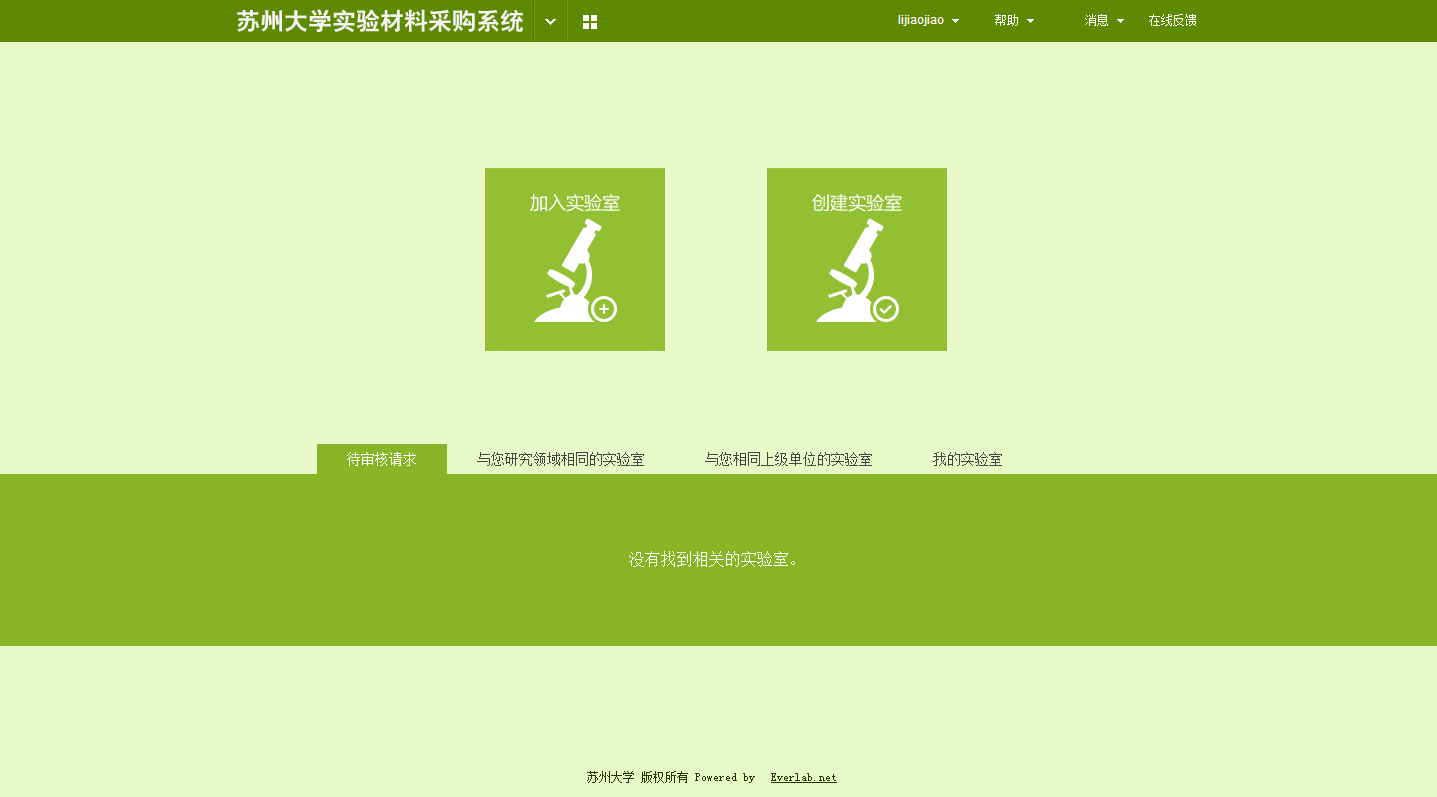 苏州大学实验材料采购系统 lijiaojiao 帮助 消息 在线反馈
加入实验室 创建实验室
待审核请求 与您研究领域相同的实验室 与您相同上级单位的实验室 我的实验室
没有找到相关的实验室。
苏州大学 版权所有 Powered by Everlab.net